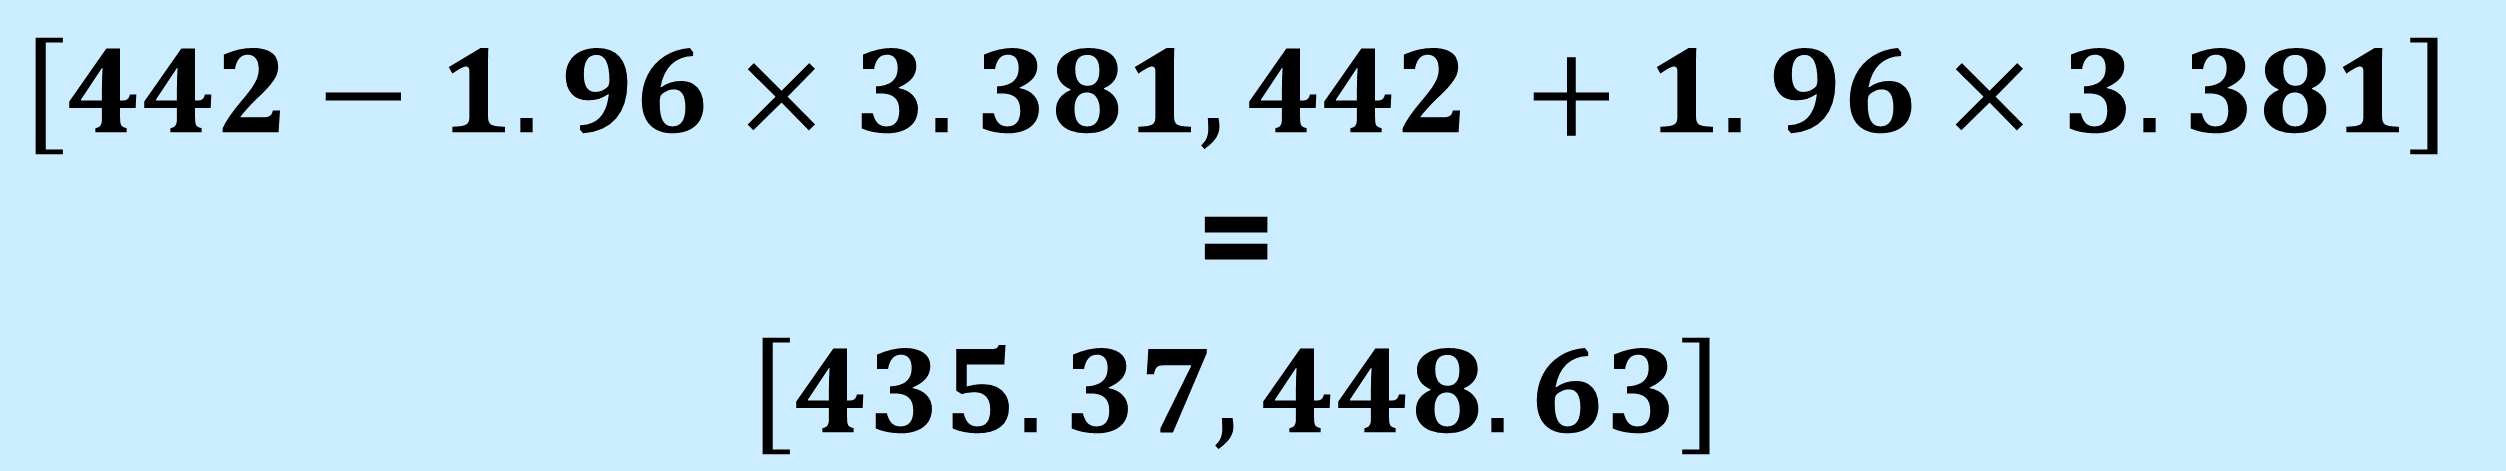 [442 − 1.96 × 3.381, 442 + 1.96 × 3.381]
=
[435.37, 448.63]